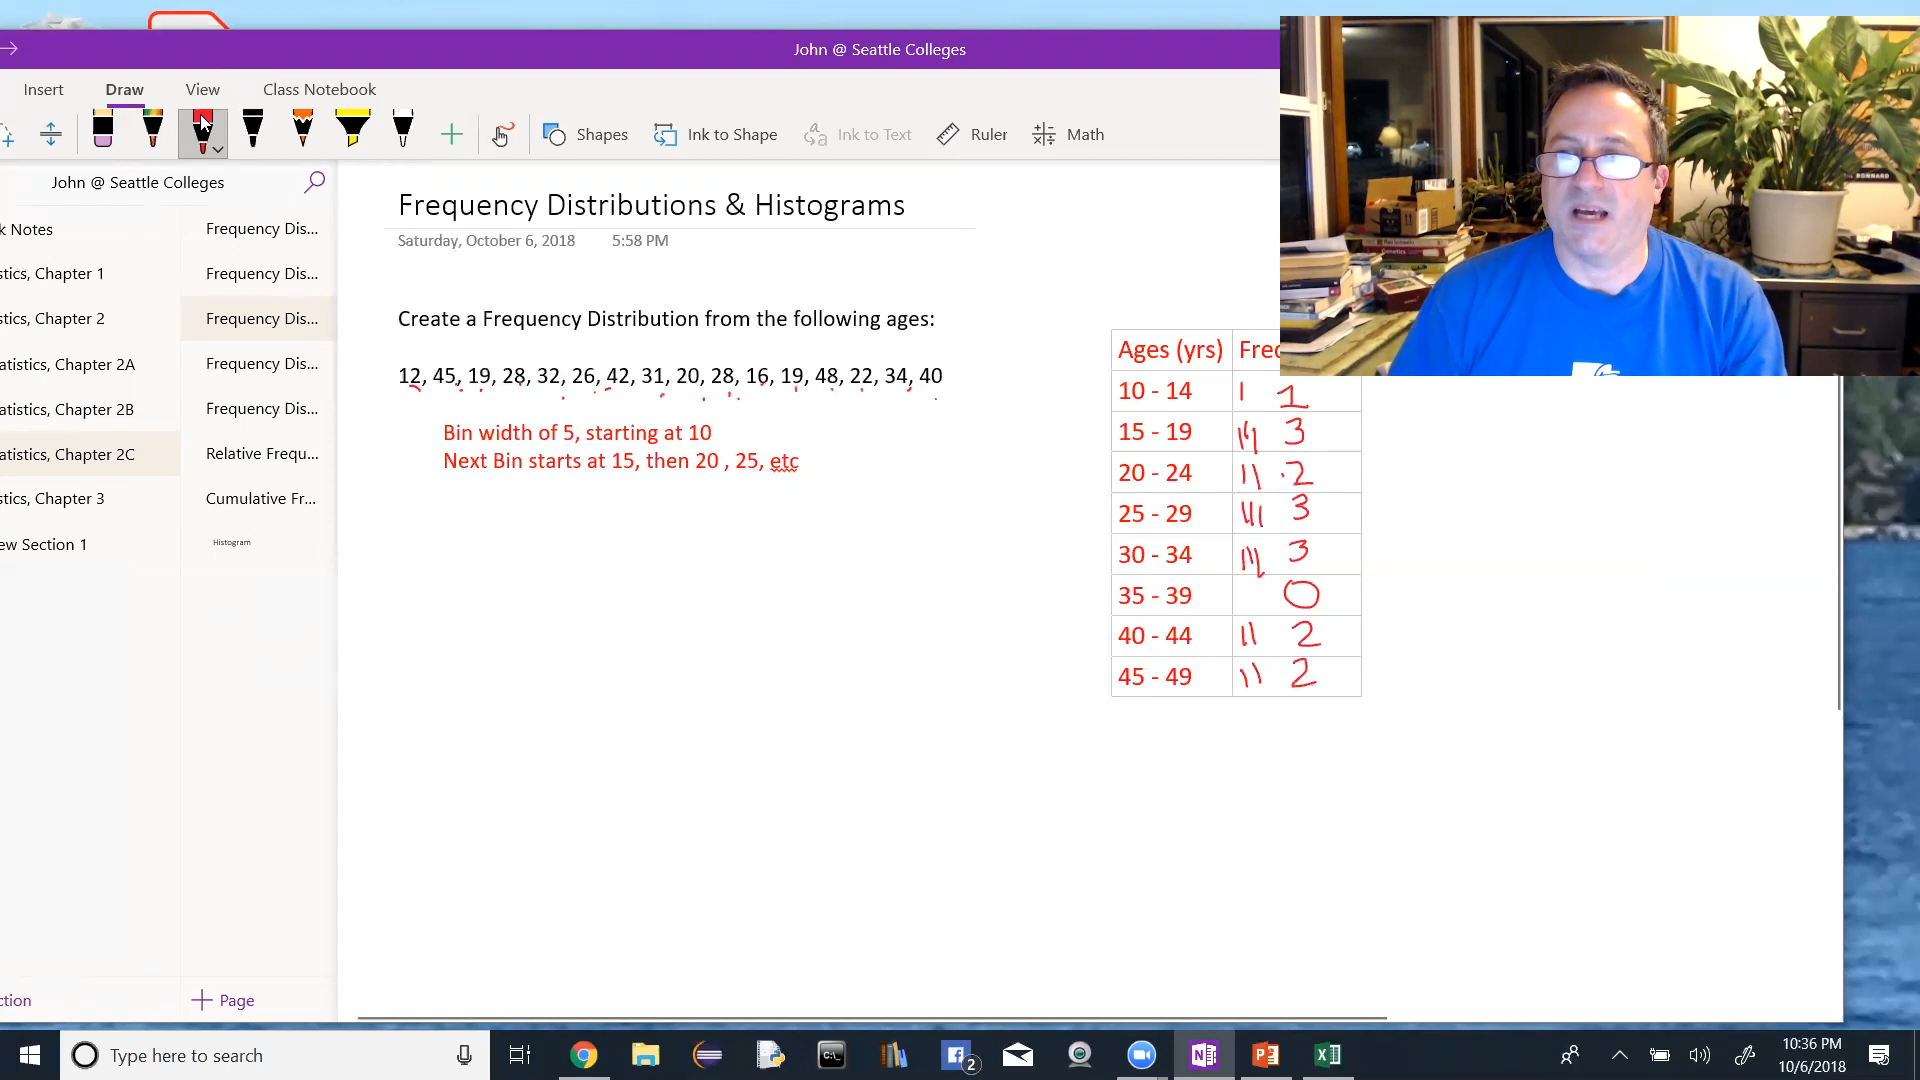 John @ Seattle Colleges
Insert Draw View Class Notebook
Shapes Ink to Shape Ink to Text Ruler Math
John @ Seattle Colleges
k Notes
stics, Chapter 1
stics, Chapter 2
atistics, Chapter 2A
atistics, Chapter 2B
atistics, Chapter 2C
stics, Chapter 3
ew Section 1
ction
Frequency Dis...
Frequency Dis...
Frequency Dis...
Frequency Dis...
Frequency Dis...
Relative Frequ...
Cumulative Fr...
Histogram
Page
Frequency Distributions & Histograms
Saturday, October 6, 2018 5:58 PM
Create a Frequency Distribution from the following ages:
12, 45, 19, 28, 32, 26, 42, 31, 20, 28, 16, 19, 48, 22, 34, 40
Bin width of 5, starting at 10
Next Bin starts at 15, then 20 , 25, etc
Ages (yrs) Fre
10 - 14 | 1
15 - 19 ||| 3
20 - 24 || 2
25 - 29 ||| 3
30 - 34 ||| 3
35 - 39 0
40 - 44 || 2
45 - 49 || 2
Type here to search
2
10:36 PM
10/6/2018